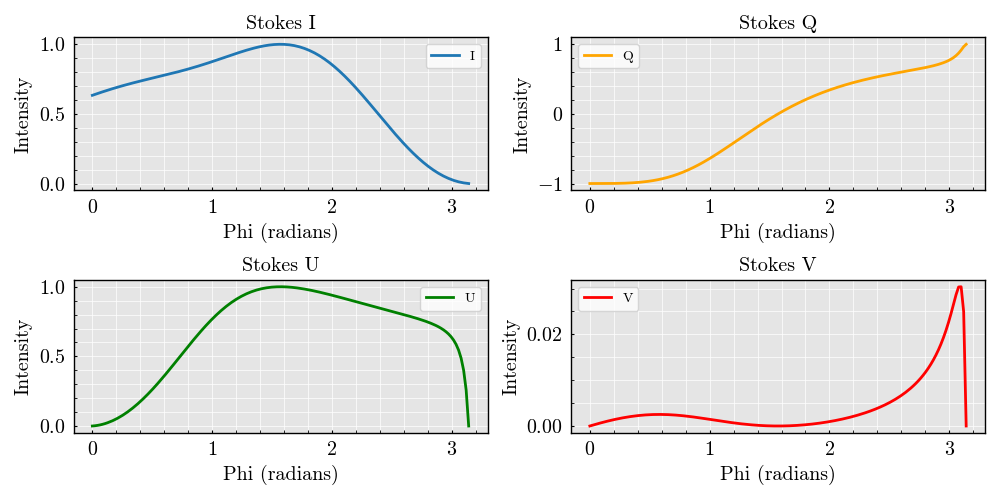 Stokes I
Intensity
1.0
0.5
0.0
I
0 1 2 3
Phi (radians)
Stokes Q
Intensity
1
0
−1
Q
0 1 2 3
Phi (radians)
Stokes U
Intensity
1.0
0.5
0.0
U
0 1 2 3
Phi (radians)
Stokes V
Intensity
0.02
0.00
V
0 1 2 3
Phi (radians)